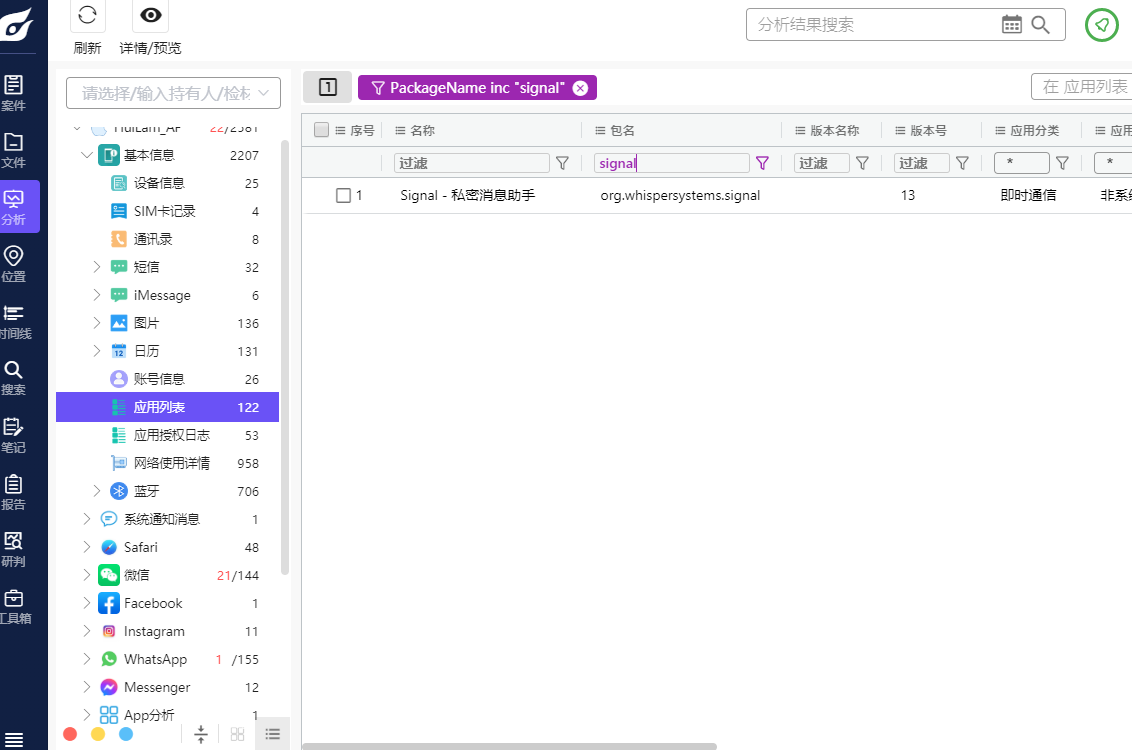 刷新
详情/预览
分析结果搜索
案件
文件
分析
位置
时间线
搜索
笔记
报告
研判
工具箱
请选择/输入持有人/检材
HuiLam_AP 22/2381
基本信息 2207
设备信息 25
SIM卡记录 4
通讯录 8
短信 32
iMessage 6
图片 136
日历 131
账号信息 26
应用列表 122
应用授权日志 53
网络使用详情 958
蓝牙 706
系统通知消息 1
Safari 48
微信 21/144
Facebook 1
Instagram 11
WhatsApp 1 /155
Messenger 12
App分析 1
1
PackageName inc "signal"
在 应用列表
序号 名称 包名 版本名称 版本号 应用分类 应用
过滤 signal 过滤 过滤 * *
1 Signal - 私密消息助手 org.whispersystems.signal 13 即时通信 非系统